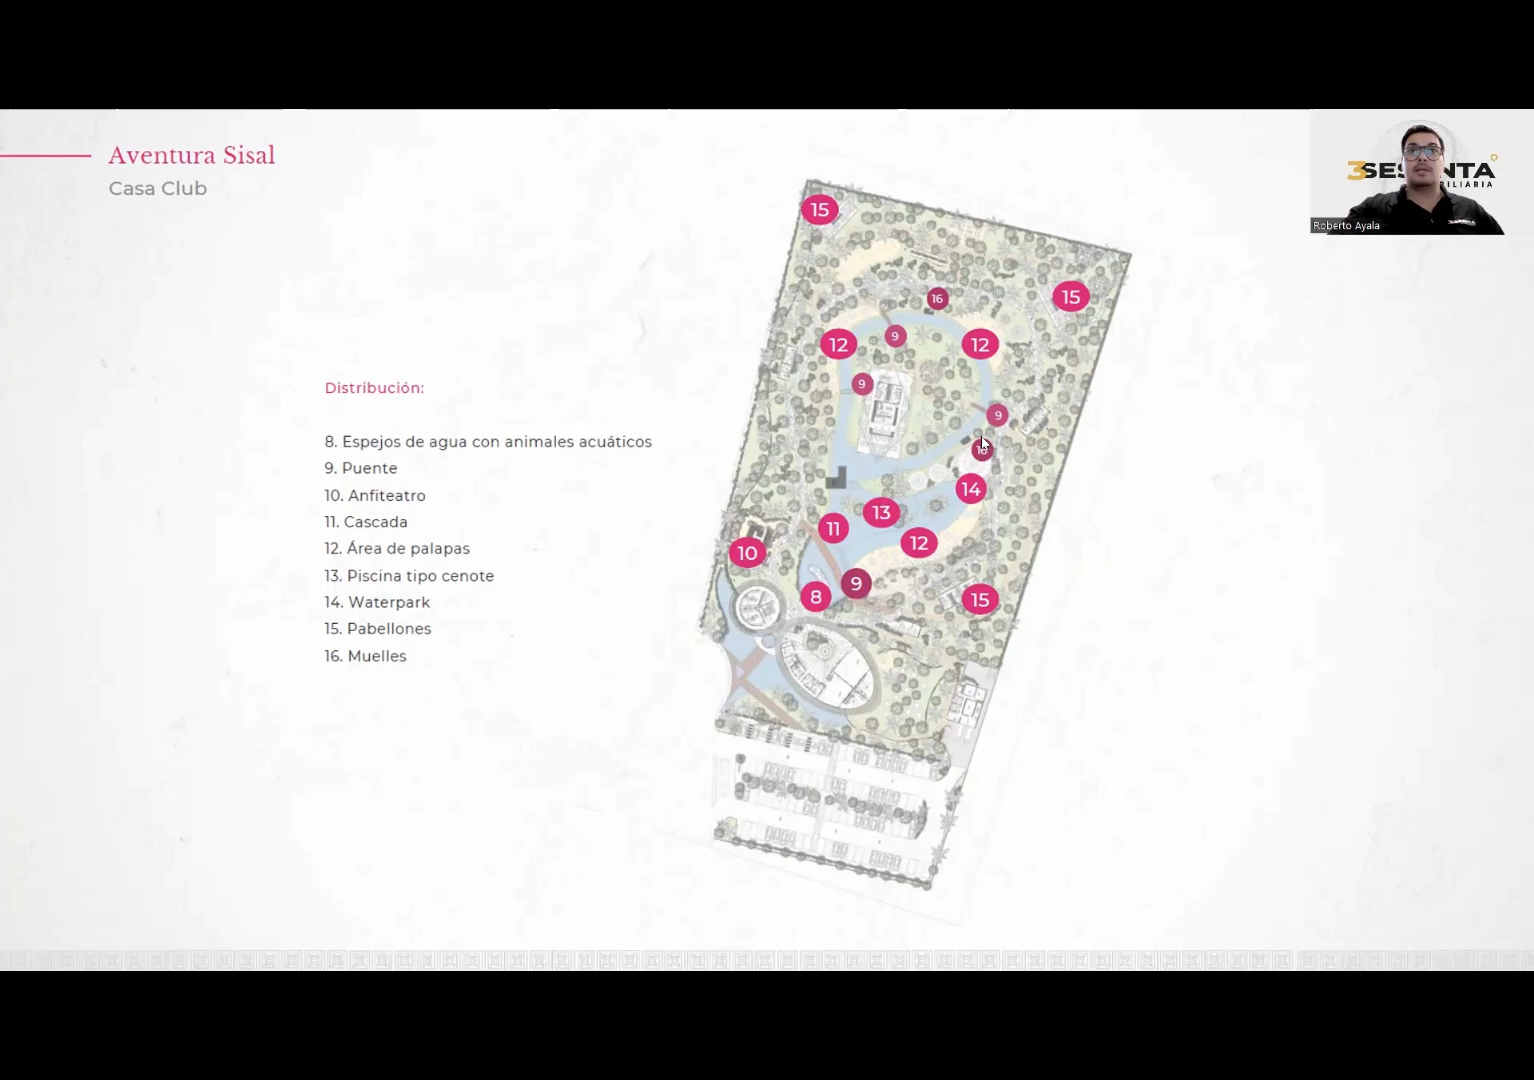 Aventura Sisal
Casa Club
Roberto Ayala
Distribución:
8. Espejos de agua con animales acuáticos
9. Puente
10. Anfiteatro
11. Cascada
12. Área de palapas
13. Piscina tipo cenote
14. Waterpark
15. Pabellones
16. Muelles
15
15
16
9
12
12
9
9
16
14
13
11
12
10
9
8
15